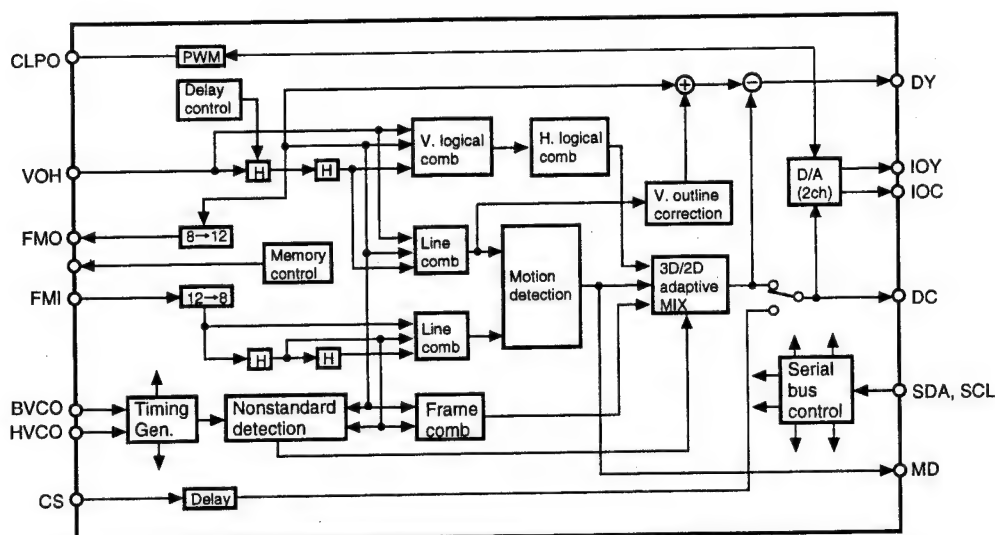 CLPO
PWM
DY
Delay
control
V. logical
comb
H. logical
comb
VOH
H
H
D/A
(2ch)
IOY
IOC
V. outline
correction
FMO
8→12
Line
comb
Memory
control
Motion
detection
3D/2D
adaptive
MIX
FMI
12→8
DC
Line
comb
H
H
Serial
bus
control
SDA, SCL
BVCO
HVCO
Timing
Gen.
Nonstandard
detection
Frame
comb
MD
CS
Delay